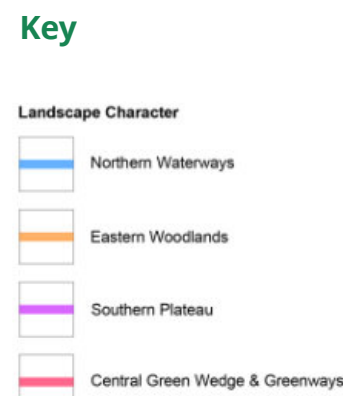 Key
Landscape Character
Northern Waterways
Eastern Woodlands
Southern Plateau
Central Green Wedge & Greenways